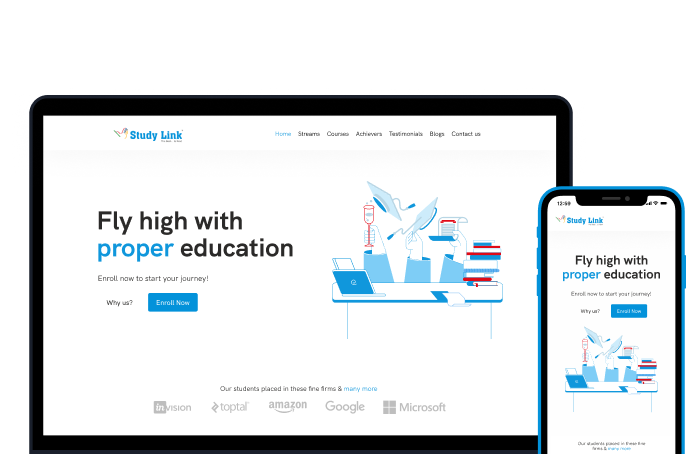 Study Link
Home Streams Courses Achievers Testimonials Blogs Contact us
Fly high with
proper education
Enroll now to start your journey!
Why us? Enroll Now
Our students placed in these fine firms & many more
InVision toptal amazon Google Microsoft
12:59
Study Link
Fly high with
proper education
Enroll now to start your journey!
Why us? Enroll Now
Our students placed in these fine
firms & many more